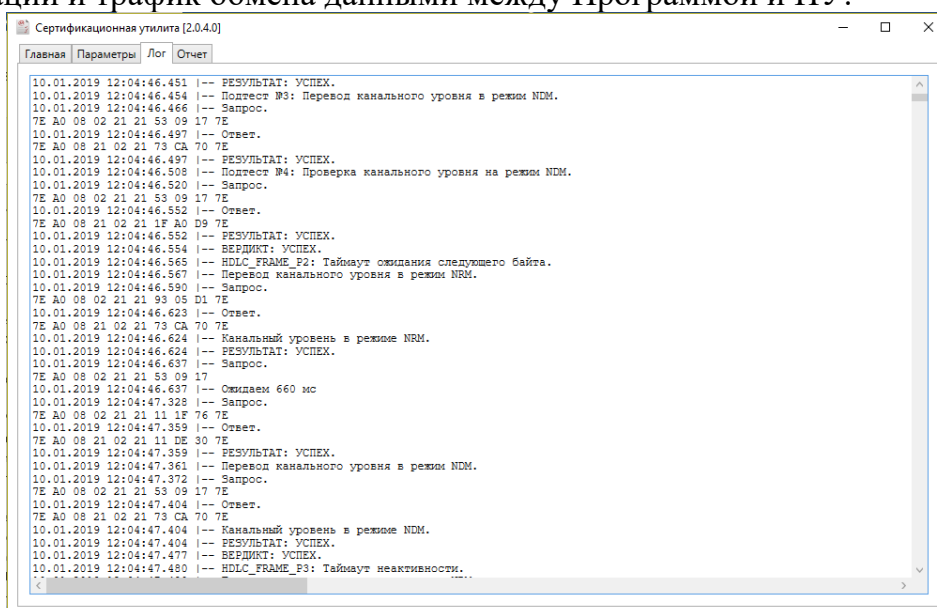 ции и трафик обмена данными между Программой и ПУ.
Сертификационная утилита [2.0.4.0]
Главная Параметры Лог Отчет
10.01.2019 12:04:46.451 |-- РЕЗУЛЬТАТ: УСПЕХ.
10.01.2019 12:04:46.454 |-- Подтест №3: Перевод канального уровня в режим NDM.
10.01.2019 12:04:46.466 |-- Запрос.
7E A0 08 02 21 21 53 09 17 7E
10.01.2019 12:04:46.497 |-- Ответ.
7E A0 08 21 02 21 73 CA 70 7E
10.01.2019 12:04:46.497 |-- РЕЗУЛЬТАТ: УСПЕХ.
10.01.2019 12:04:46.508 |-- Подтест №4: Проверка канального уровня на режим NDM.
10.01.2019 12:04:46.520 |-- Запрос.
7E A0 08 02 21 21 53 09 17 7E
10.01.2019 12:04:46.552 |-- Ответ.
7E A0 08 21 02 21 1F A0 D9 7E
10.01.2019 12:04:46.552 |-- РЕЗУЛЬТАТ: УСПЕХ.
10.01.2019 12:04:46.554 |-- ВЕРДИКТ: УСПЕХ.
10.01.2019 12:04:46.565 |-- HDLC_FRAME_P2: Таймаут ожидания следующего байта.
10.01.2019 12:04:46.567 |-- Перевод канального уровня в режим NRM.
10.01.2019 12:04:46.590 |-- Запрос.
7E A0 08 02 21 21 93 05 D1 7E
10.01.2019 12:04:46.623 |-- Ответ.
7E A0 08 21 02 21 73 CA 70 7E
10.01.2019 12:04:46.624 |-- Канальный уровень в режиме NRM.
10.01.2019 12:04:46.624 |-- РЕЗУЛЬТАТ: УСПЕХ.
10.01.2019 12:04:46.637 |-- Запрос.
7E A0 08 02 21 21 53 09 17
10.01.2019 12:04:46.637 |-- Ожидаем 660 мс
10.01.2019 12:04:47.328 |-- Запрос.
7E A0 08 02 21 21 11 1F 76 7E
10.01.2019 12:04:47.359 |-- Ответ.
7E A0 08 21 02 21 11 DE 30 7E
10.01.2019 12:04:47.359 |-- РЕЗУЛЬТАТ: УСПЕХ.
10.01.2019 12:04:47.361 |-- Перевод канального уровня в режим NDM.
10.01.2019 12:04:47.372 |-- Запрос.
7E A0 08 02 21 21 53 09 17 7E
10.01.2019 12:04:47.404 |-- Ответ.
7E A0 08 21 02 21 73 CA 70 7E
10.01.2019 12:04:47.404 |-- Канальный уровень в режиме NDM.
10.01.2019 12:04:47.404 |-- РЕЗУЛЬТАТ: УСПЕХ.
10.01.2019 12:04:47.477 |-- ВЕРДИКТ: УСПЕХ.
10.01.2019 12:04:47.480 |-- HDLC_FRAME_P3: Таймаут неактивности.